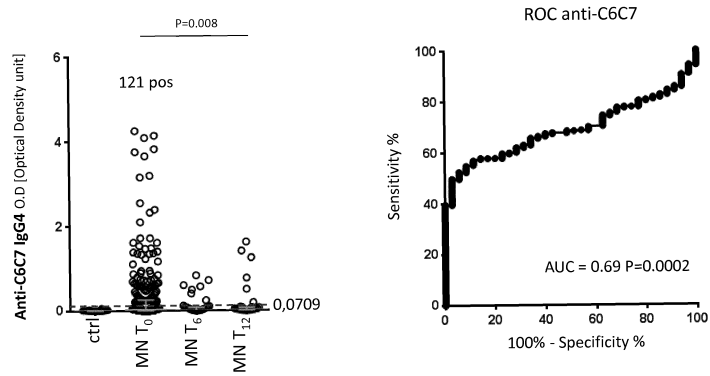 P=0.008
121 pos
Anti-C6C7 IgG4 O.D [Optical Density unit]
6
4
2
0
0,0709
ctrl
MN T0
MN T6
MN T12
ROC anti-C6C7
Sensitivity %
100
80
60
40
20
0
AUC = 0.69 P=0.0002
0 20 40 60 80 100
100% - Specificity %